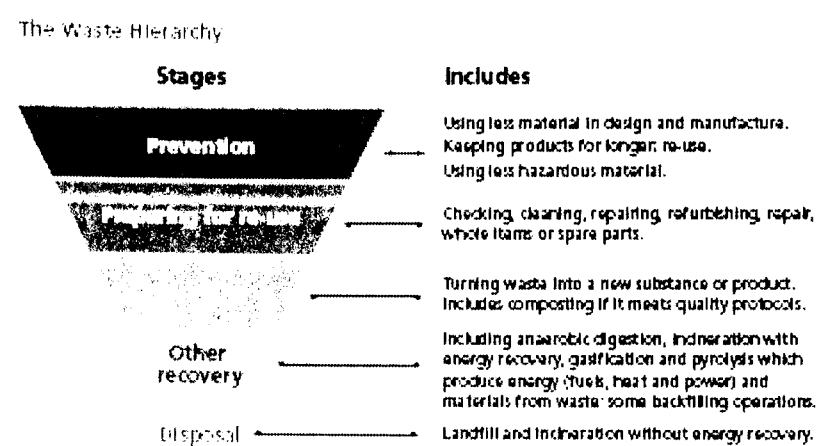 The Waste Hierarchy
Stages
Includes
Prevention
Using less material in design and manufacture.
Keeping products for longer; re-use.
Using less hazardous material.
Checking, cleaning, repairing, refurbishing, repair,
whole items or spare parts.
Turning waste into a new substance or product.
Includes composting if it meets quality protocols.
Other
recovery
Including anaerobic digestion, incineration with
energy recovery, gasification and pyrolysis which
produce energy (fuels, heat and power) and
materials from waste some backfilling operations.
Disposal
Landfill and incineration without energy recovery.